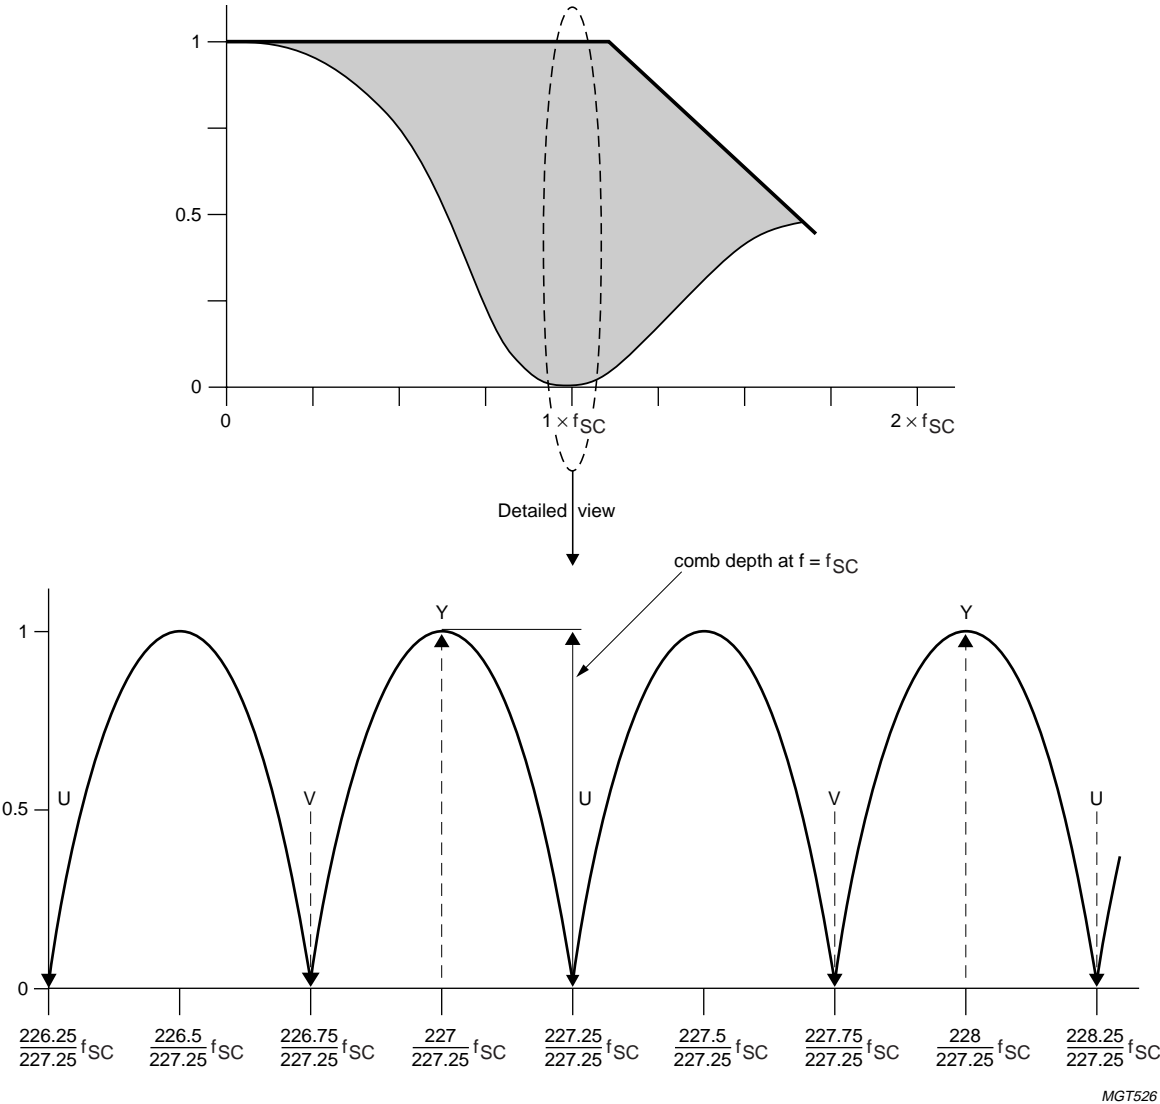 1
0.5
0
0
1 × fSC
2 × fSC
Detailed view
comb depth at f = fSC
1
0.5
0
Y
Y
U
V
U
V
U
226.25
227.25 fSC
226.5
227.25 fSC
226.75
227.25 fSC
227
227.25 fSC
227.25
227.25 fSC
227.5
227.25 fSC
227.75
227.25 fSC
228
227.25 fSC
228.25
227.25 fSC
MGT526